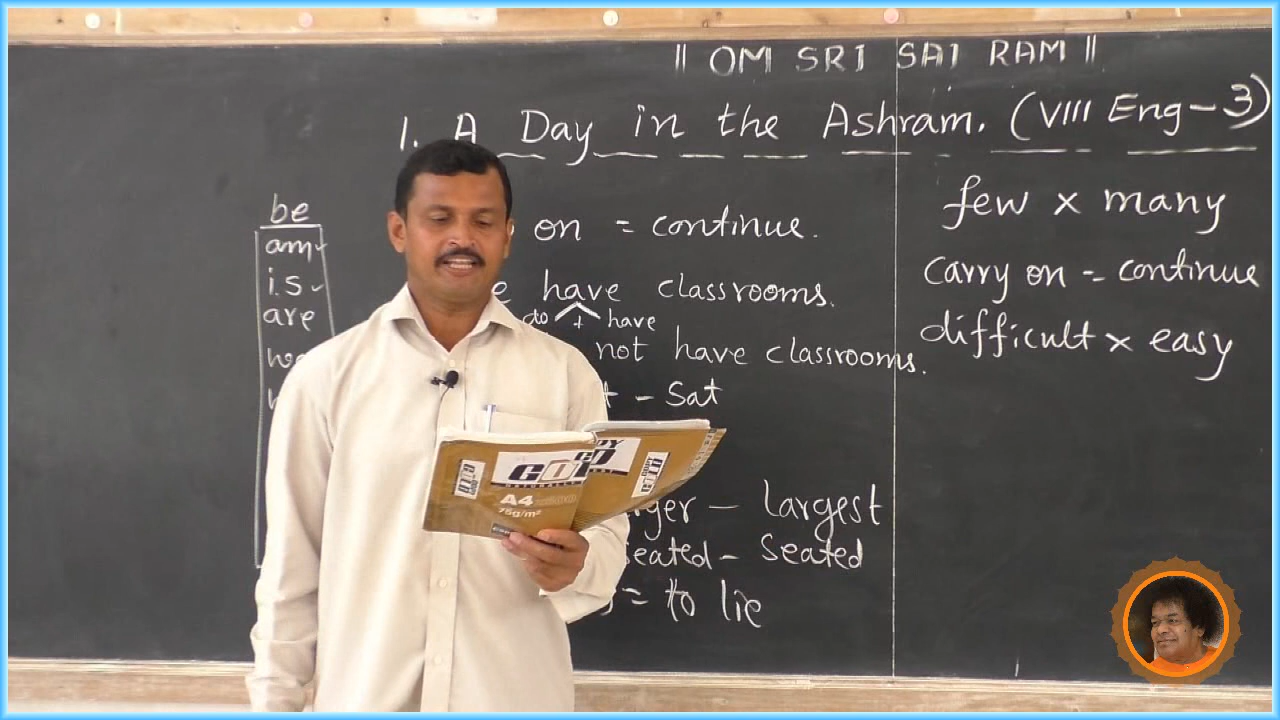 || OM SRI SAI RAM ||
1. A Day in the Ashram. (VIII Eng-3)
be
am
is
are
on = continue.
have classrooms.
do + have
not have classrooms.
- Sat
- Largest
Seated - Seated
= to lie
few x many
carry on - continue
difficult x easy
GOLD
A4
75g/m²